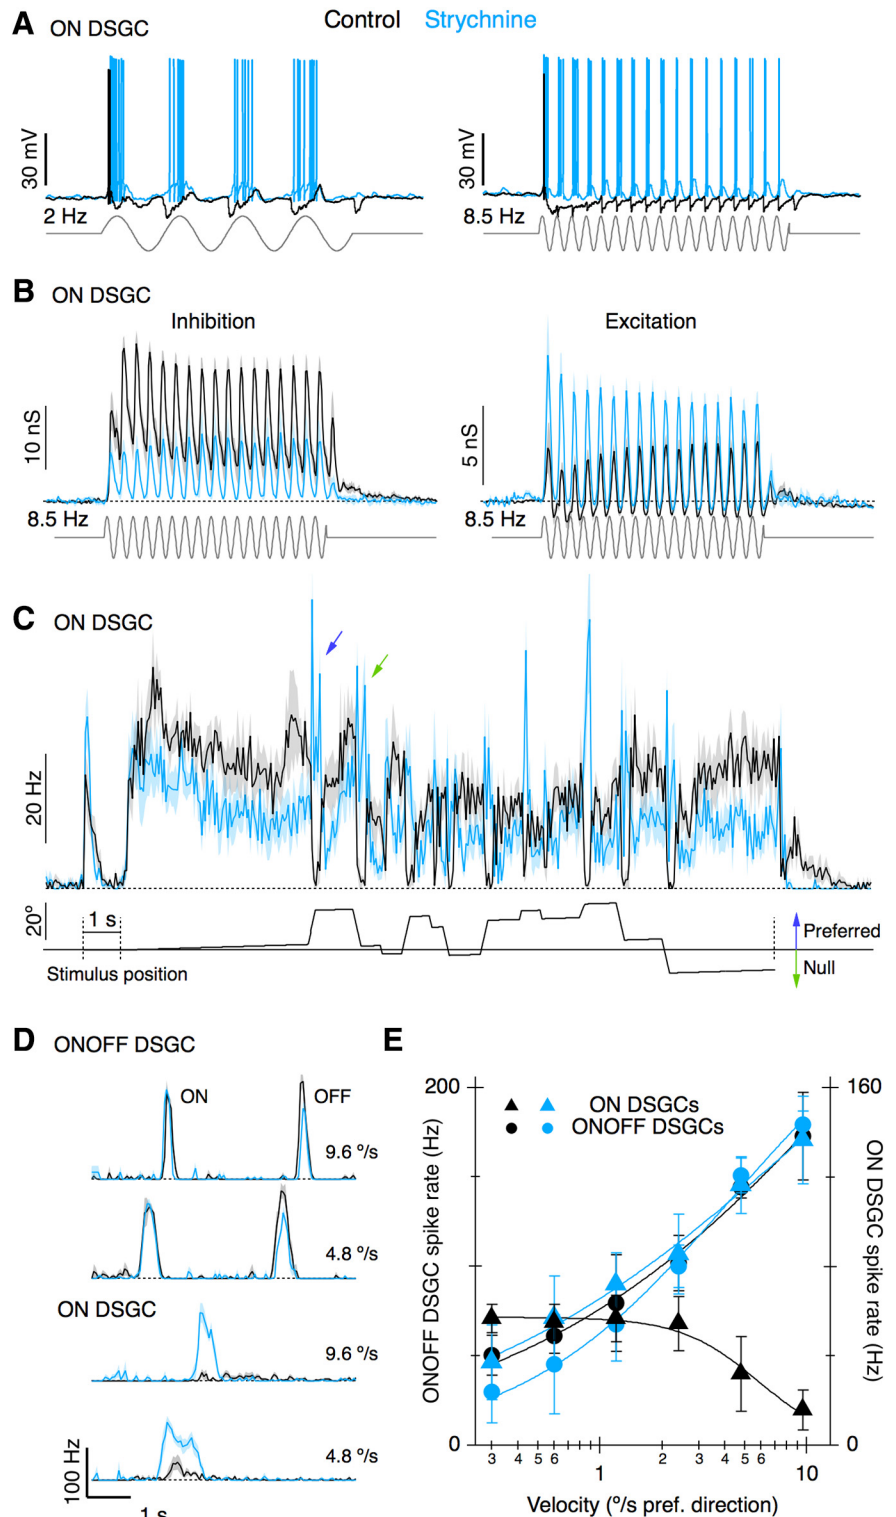 A ON DSGC Control Strychnine
30 mV
2 Hz
30 mV
8.5 Hz
B ON DSGC
Inhibition
10 nS
8.5 Hz
Excitation
5 nS
8.5 Hz
C ON DSGC
20 Hz
20°
1 s
Stimulus position
Preferred
Null
D ONOFF DSGC
ON OFF
9.6 °/s
4.8 °/s
ON DSGC
9.6 °/s
4.8 °/s
100 Hz
1 s
E
200 160
ON DSGCs
ONOFF DSGCs
ONOFF DSGC spike rate (Hz)
ON DSGC spike rate (Hz)
0 0
3 4 5 6 1 2 3 4 5 6 10
Velocity (°/s pref. direction)